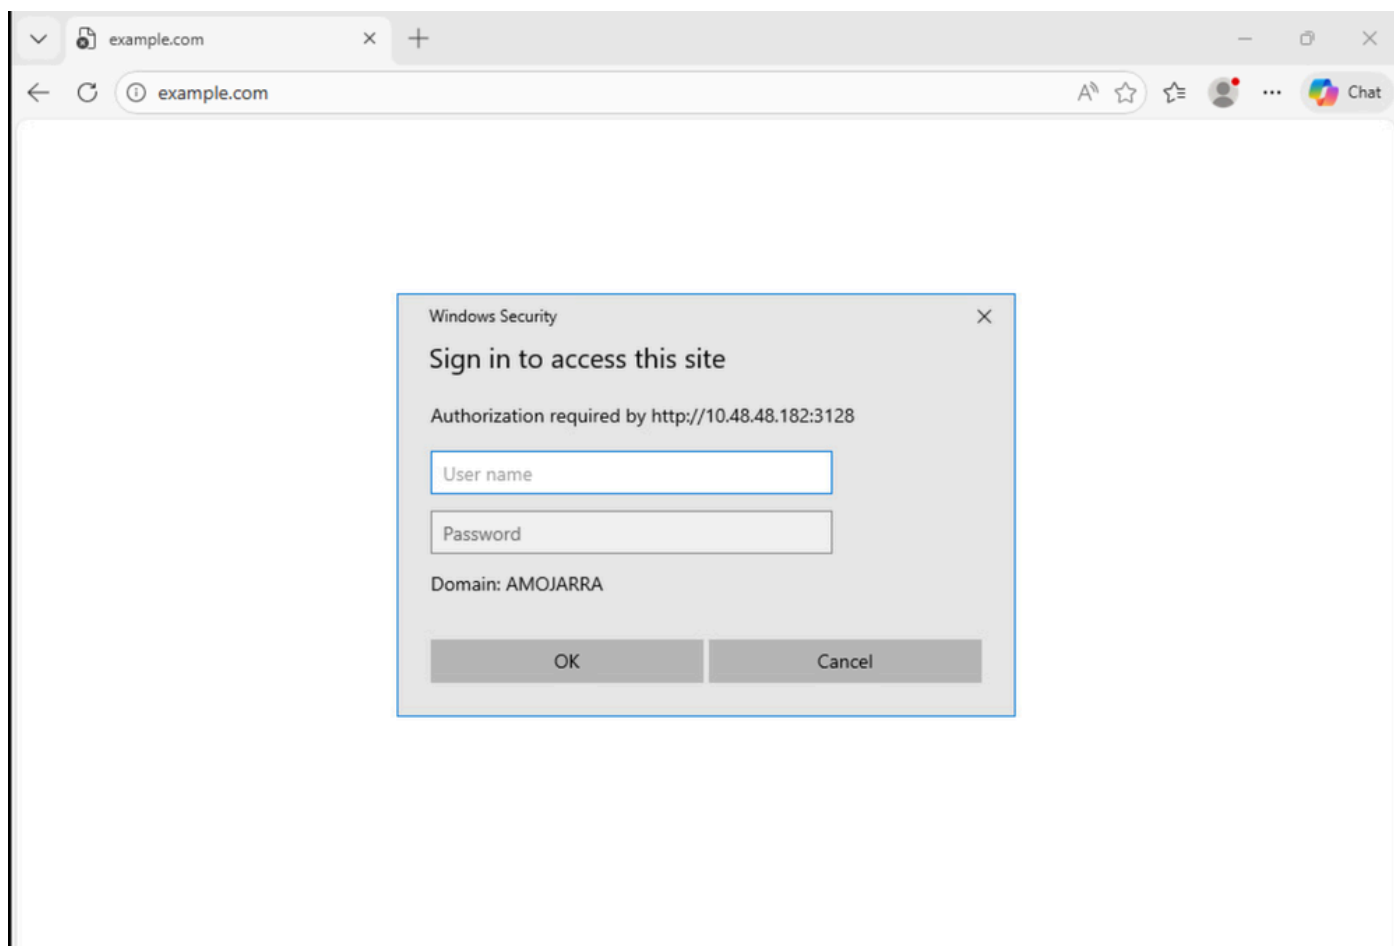 example.com
example.com
Chat
Windows Security
Sign in to access this site
Authorization required by http://10.48.48.182:3128
User name
Password
Domain: AMOJARRA
OK Cancel